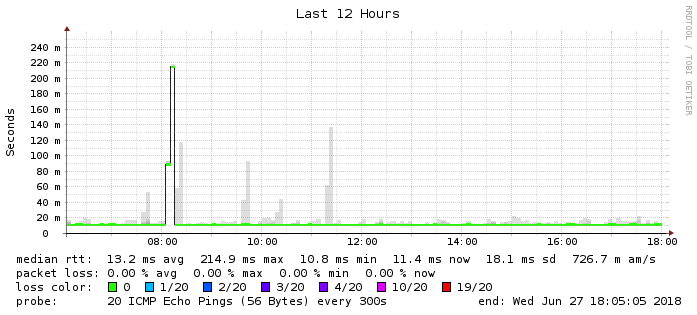 Last 12 Hours
RRDTOOL / TOBI OETIKER
Seconds
240 m
220 m
200 m
180 m
160 m
140 m
120 m
100 m
80 m
60 m
40 m
20 m
0
08:00 10:00 12:00 14:00 16:00 18:00
median rtt: 13.2 ms avg 214.9 ms max 10.8 ms min 11.4 ms now 18.1 ms sd 726.7 m am/s
packet loss: 0.00 % avg 0.00 % max 0.00 % min 0.00 % now
loss color: 0 1/20 2/20 3/20 4/20 10/20 19/20
probe: 20 ICMP Echo Pings (56 Bytes) every 300s end: Wed Jun 27 18:05:05 2018